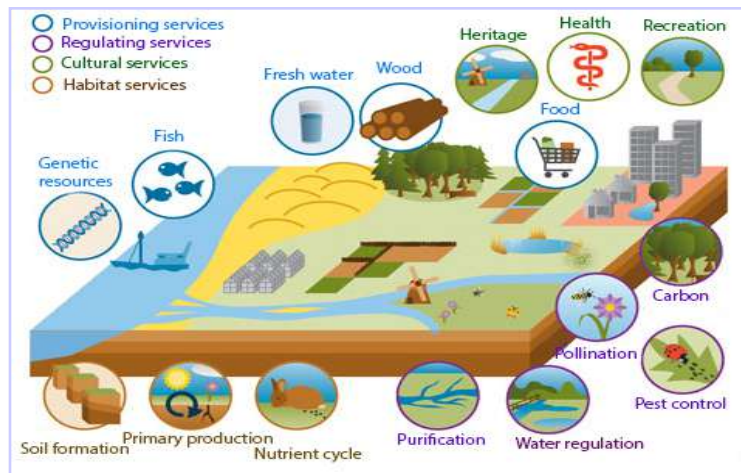 Provisioning services
Regulating services
Cultural services
Habitat services
Heritage
Health
Recreation
Fresh water
Wood
Food
Fish
Genetic
resources
Carbon
Pollination
Pest control
Soil formation
Primary production
Nutrient cycle
Purification
Water regulation